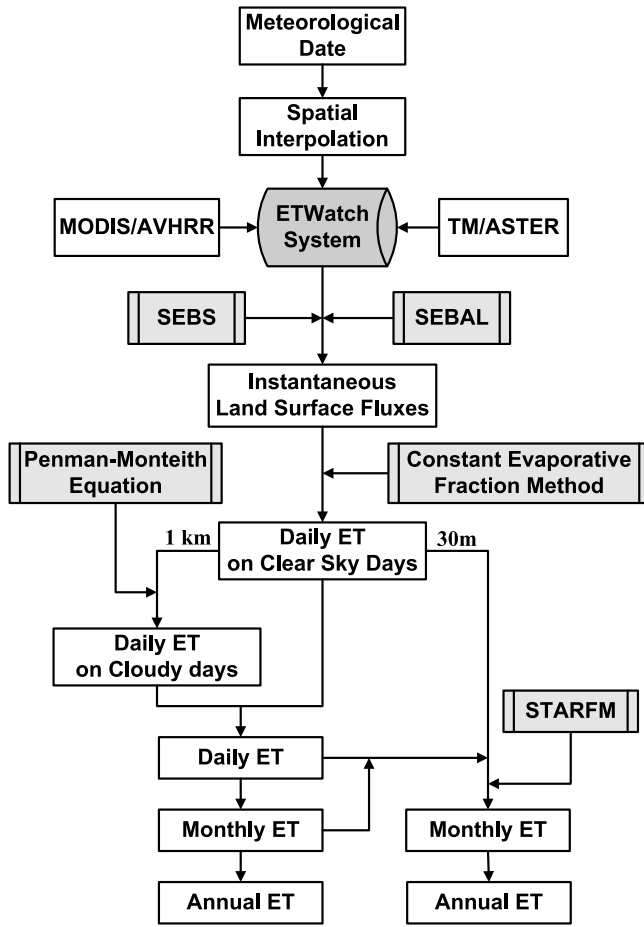 Meteorological
Date
Spatial
Interpolation
MODIS/AVHRR
ETWatch
System
TM/ASTER
SEBS
SEBAL
Instantaneous
Land Surface Fluxes
Penman-Monteith
Equation
Constant Evaporative
Fraction Method
1 km
Daily ET
on Clear Sky Days
30m
Daily ET
on Cloudy days
STARFM
Daily ET
Monthly ET
Monthly ET
Annual ET
Annual ET